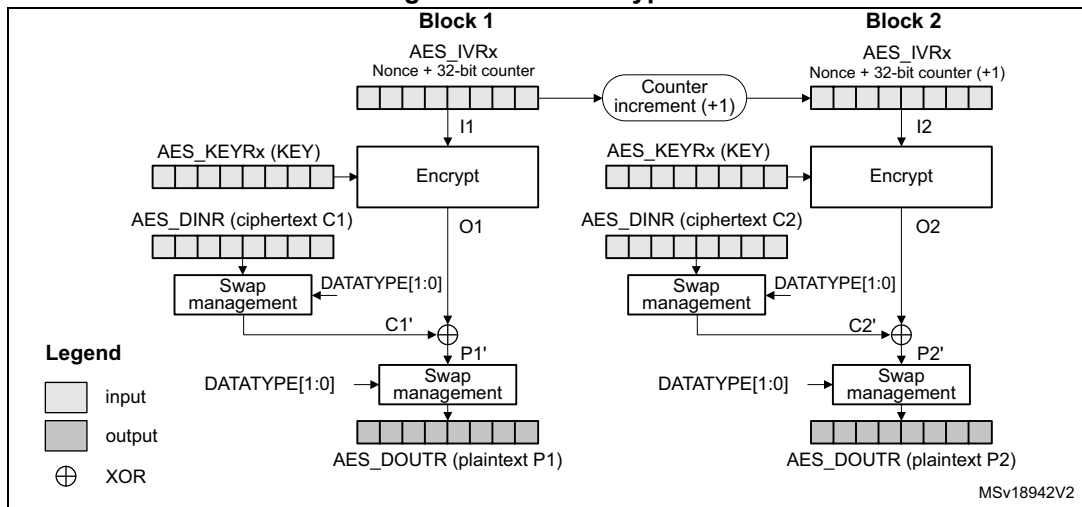 Block 1
Block 2
AES_IVRx
Nonce + 32-bit counter
Counter
increment (+1)
AES_IVRx
Nonce + 32-bit counter (+1)
I1
I2
AES_KEYRx (KEY)
Encrypt
AES_KEYRx (KEY)
Encrypt
AES_DINR (ciphertext C1)
O1
AES_DINR (ciphertext C2)
O2
Swap
management
DATATYPE[1:0]
Swap
management
DATATYPE[1:0]
C1'
C2'
Legend
P1'
P2'
input
DATATYPE[1:0]
Swap
management
DATATYPE[1:0]
Swap
management
output
AES_DOUTR (plaintext P1)
AES_DOUTR (plaintext P2)
XOR
MSv18942V2